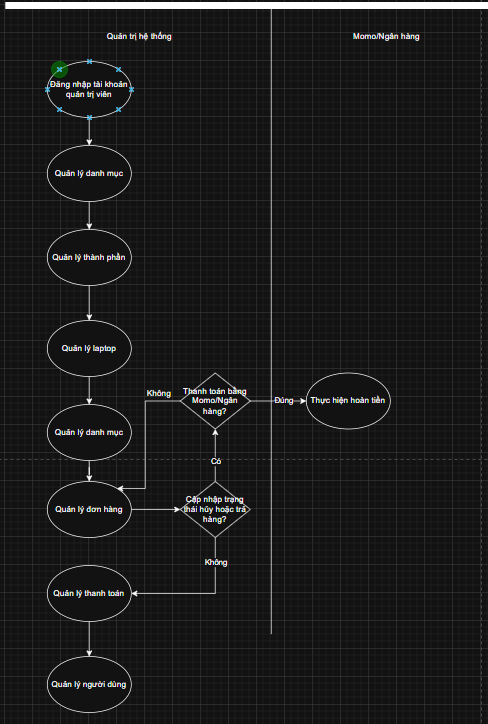 Quản trị hệ thống
Momo/Ngân hàng
Đăng nhập tài khoản
quản trị viên
Quản lý danh mục
Quản lý thành phần
Quản lý laptop
Quản lý danh mục
Không
Thanh toán bằng
Momo/Ngân
hàng?
Đúng
Thực hiện hoàn tiền
Có
Quản lý đơn hàng
Cập nhập trạng
thái hủy hoặc trả
hàng?
Không
Quản lý thanh toán
Quản lý người dùng